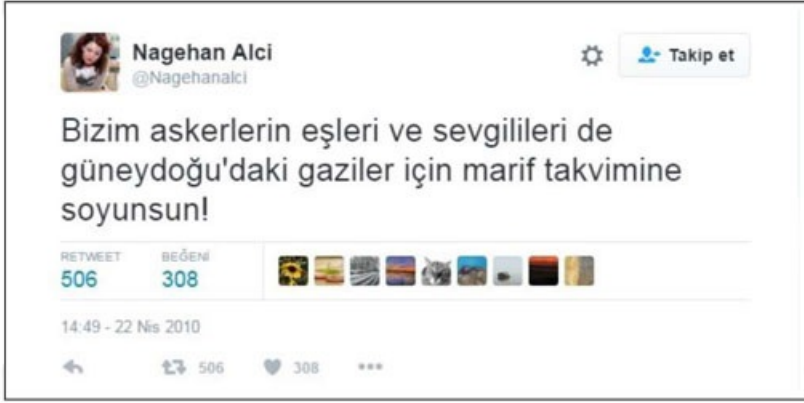 Nagehan Alci
@Nagehanalci
Takip et
Bizim askerlerin eşleri ve sevgilileri de
güneydoğu'daki gaziler için marif takvimine
soyunsun!
RETWEET BEĞENİ
506 308
14:49 - 22 Nis 2010
506 308